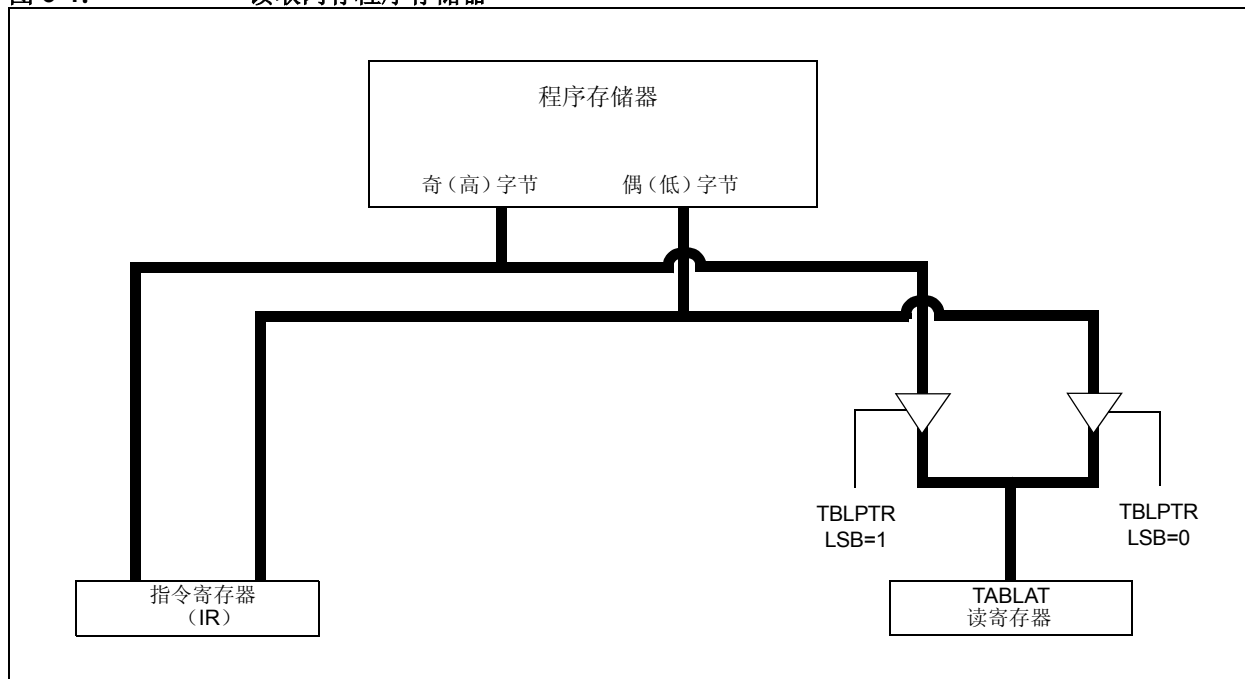 程序存储器
奇（高）字节 偶（低）字节
TBLPTR
LSB=1
TBLPTR
LSB=0
指令寄存器
（IR）
TABLAT
读寄存器